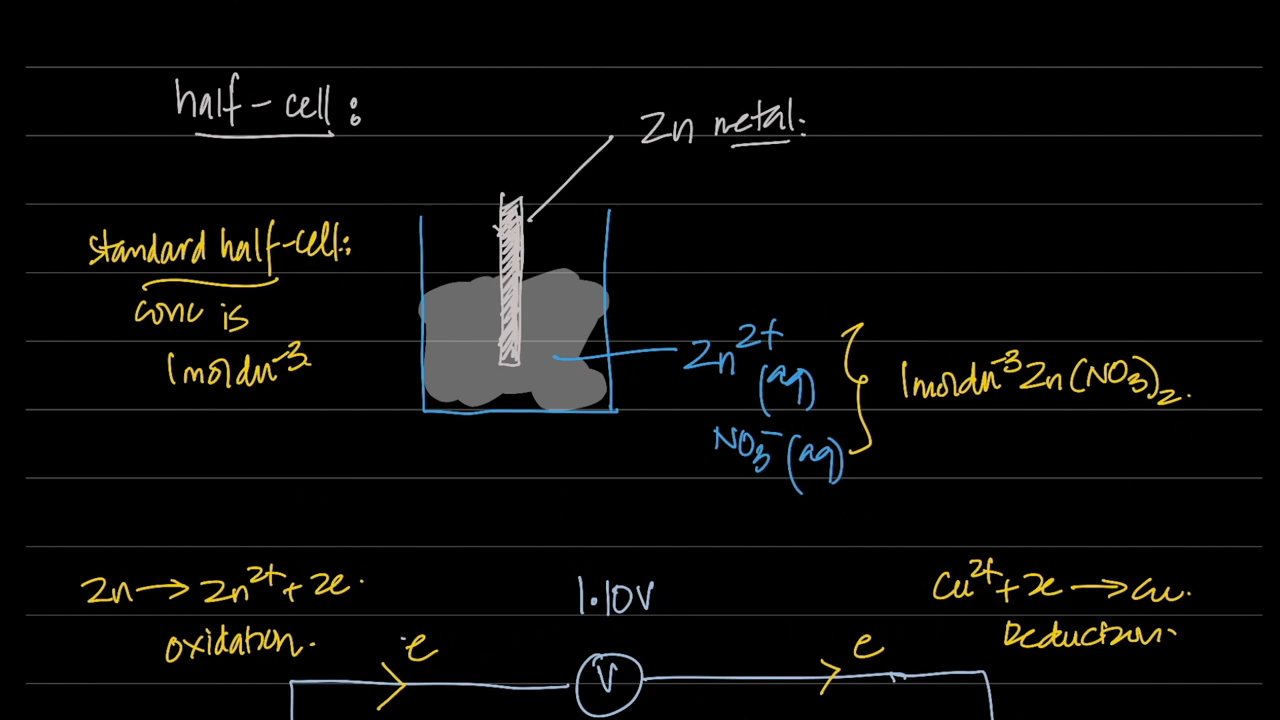 half-cell:
Zn metal:
standard half-cell:
conc is
1moldm⁻³
Zn²⁺
(aq)
NO₃⁻(aq)
1moldm⁻³ Zn(NO₃)₂.
Zn → Zn²⁺ + 2e.
oxidation.
1.10V
Cu²⁺ + 2e → Cu.
Reduction.
e
e
V